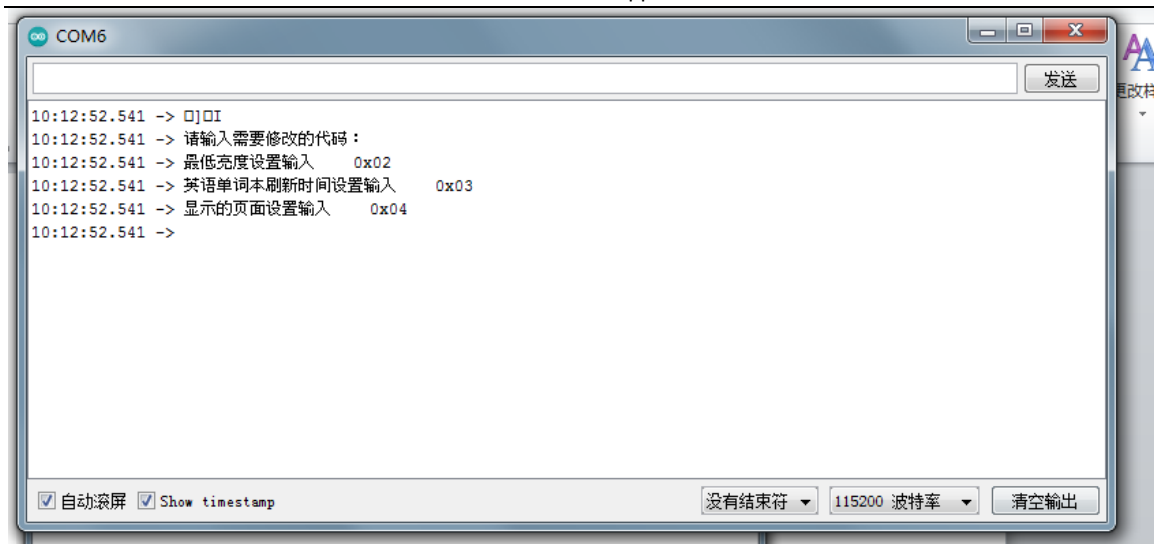 COM6
发送
10:12:52.541 -> □]□I
10:12:52.541 -> 请输入需要修改的代码：
10:12:52.541 -> 最低亮度设置输入    0x02
10:12:52.541 -> 英语单词本刷新时间设置输入    0x03
10:12:52.541 -> 显示的页面设置输入    0x04
10:12:52.541 ->
自动滚屏 Show timestamp 没有结束符 115200 波特率 清空输出
更改样